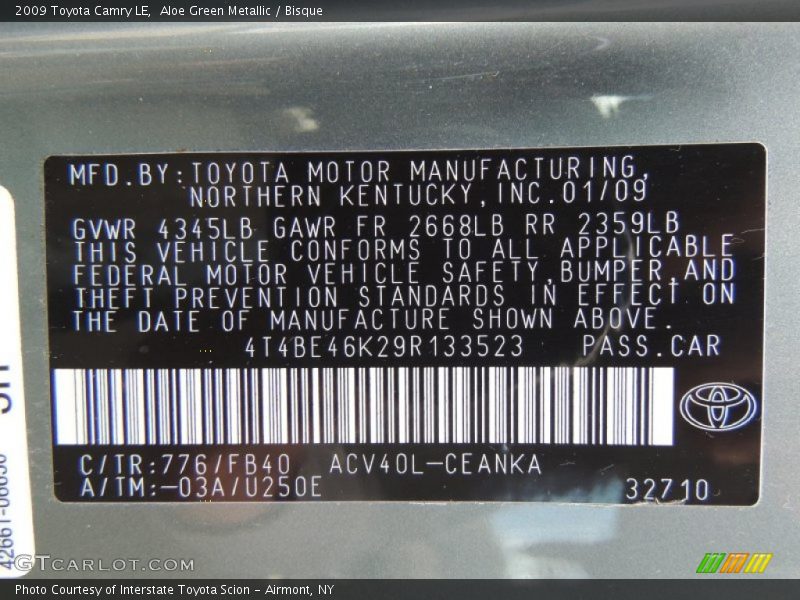 2009 Toyota Camry LE, Aloe Green Metallic / Bisque
MFD.BY:TOYOTA MOTOR MANUFACTURING,
NORTHERN KENTUCKY,INC.01/09
GVWR 4345LB GAWR FR 2668LB RR 2359LB
THIS VEHICLE CONFORMS TO ALL APPLICABLE
FEDERAL MOTOR VEHICLE SAFETY,BUMPER,AND
THEFT PREVENTION STANDARDS IN EFFECT ON
THE DATE OF MANUFACTURE SHOWN ABOVE.
4T4BE46K29R133523 PASS.CAR
C/TR:776/FB40 ACV40L-CEANKA
A/TM:-03A/U250E 32710
GTCARLOT.COM
Photo Courtesy of Interstate Toyota Scion - Airmont, NY